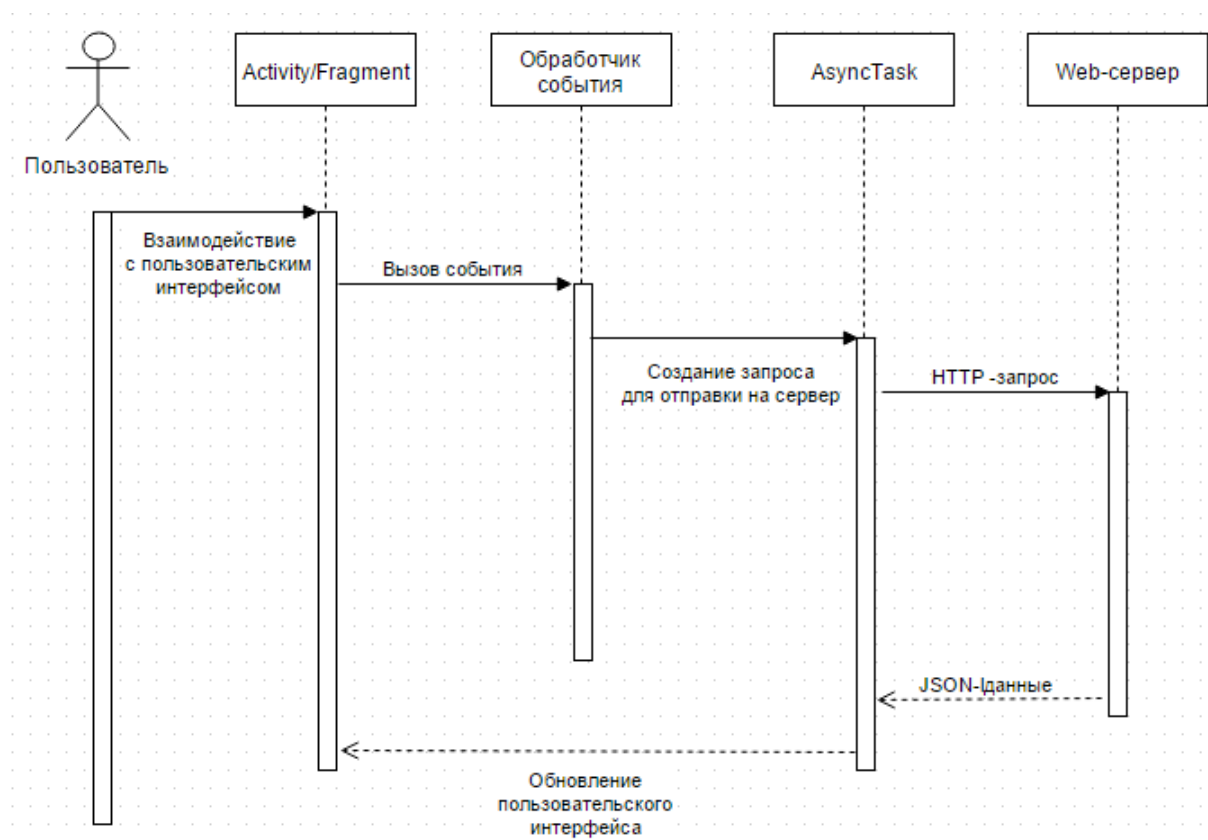 Пользователь
Activity/Fragment
Обработчик
события
AsyncTask
Web-сервер
Взаимодействие
с пользовательским
интерфейсом
Вызов события
Создание запроса
для отправки на сервер
HTTP -запрос
JSON-lданные
Обновление
пользовательского
интерфейса